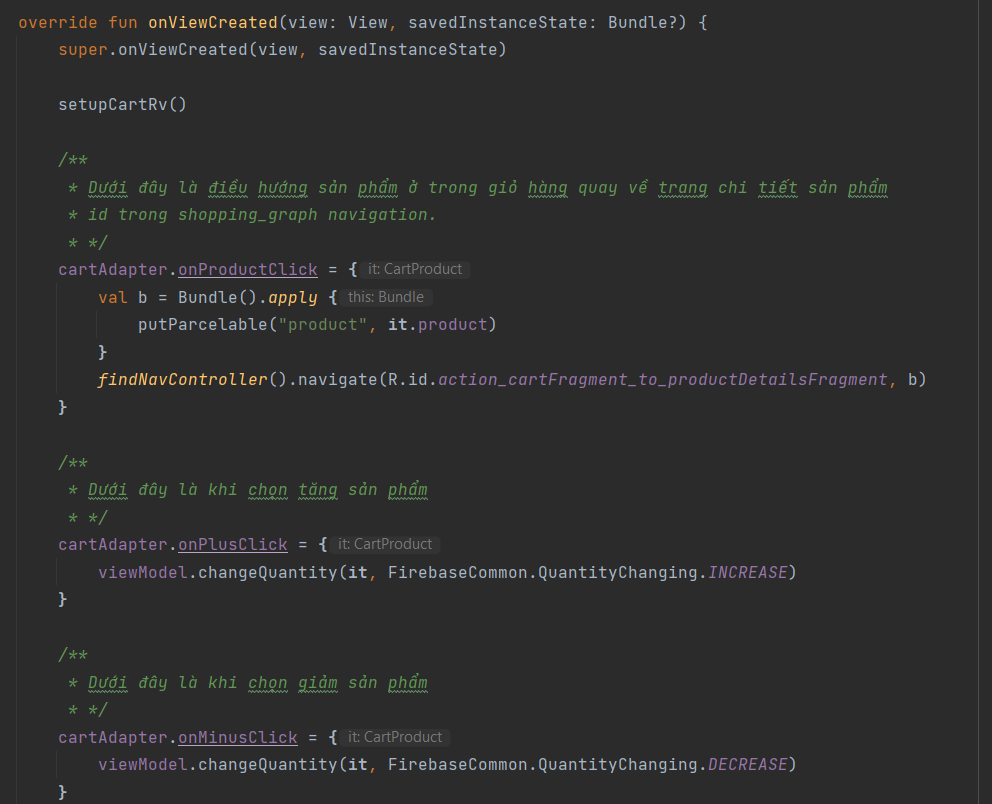 override fun onViewCreated(view: View, savedInstanceState: Bundle?) {
super.onViewCreated(view, savedInstanceState)
setupCartRv()
/**
* Dưới đây là điều hướng sản phẩm ở trong giỏ hàng quay về trang chi tiết sản phẩm
* id trong shopping_graph navigation.
* */
cartAdapter.onProductClick = { it: CartProduct
val b = Bundle().apply { this: Bundle
putParcelable("product", it.product)
}
findNavController().navigate(R.id.action_cartFragment_to_productDetailsFragment, b)
}
/**
* Dưới đây là khi chọn tăng sản phẩm
* */
cartAdapter.onPlusClick = { it: CartProduct
viewModel.changeQuantity(it, FirebaseCommon.QuantityChanging.INCREASE)
}
/**
* Dưới đây là khi chọn giảm sản phẩm
* */
cartAdapter.onMinusClick = { it: CartProduct
viewModel.changeQuantity(it, FirebaseCommon.QuantityChanging.DECREASE)
}